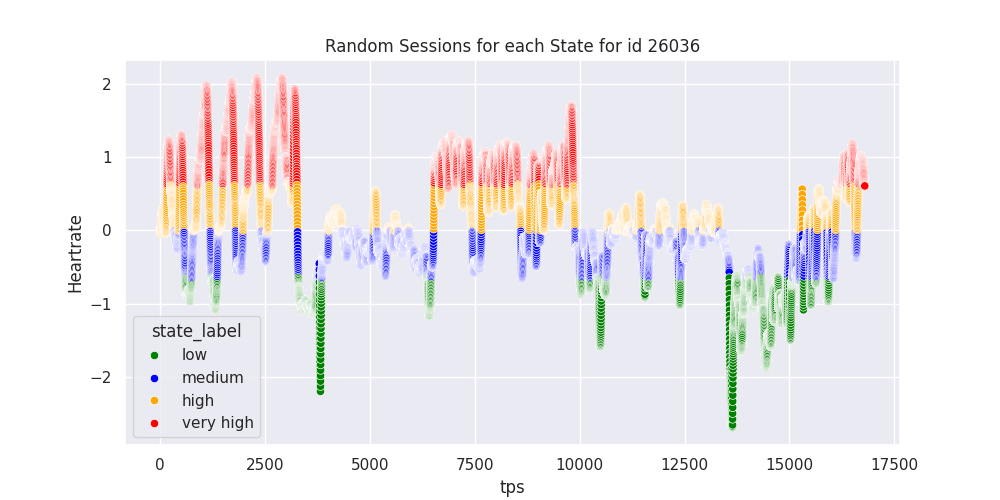 Random Sessions for each State for id 26036
Heartrate
2
1
0
−1
−2
state_label
low
medium
high
very high
0 2500 5000 7500 10000 12500 15000 17500
tps